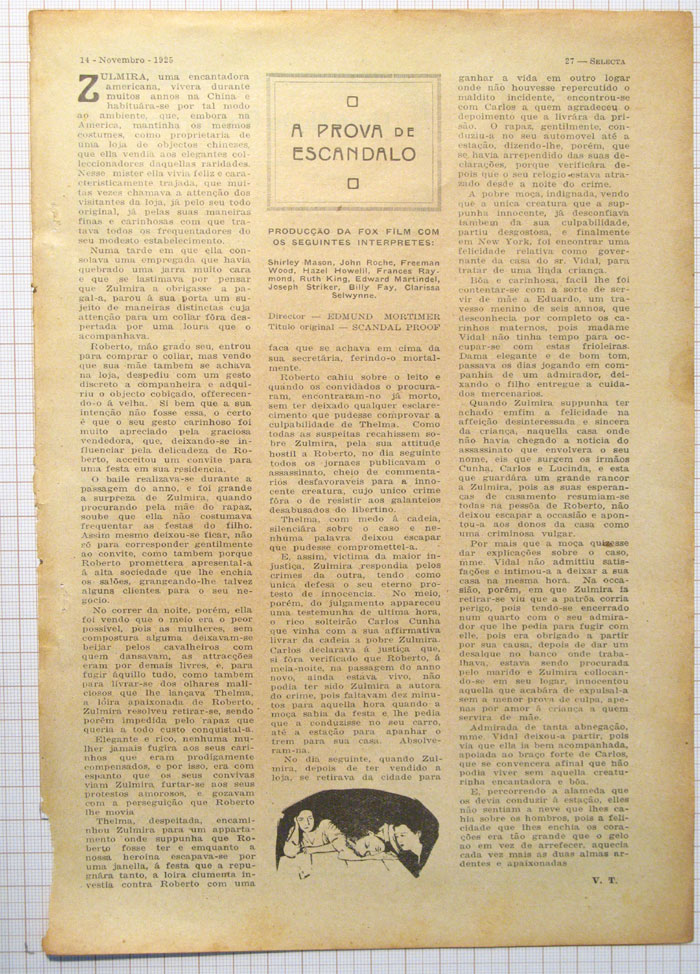 14 - Novembro - 1925
27 — SELECTA
ZULMIRA, uma encantadora
americana, vivera durante
muitos annos na China e
habituára-se por tal modo
ao ambiente, que, embora na
America, mantinha os mesmos
costumes, como proprietaria de
uma loja de objectos chinezes,
que ella vendia aos elegantes col-
leccionadores daquellas raridades.
Nesse mister ella vivia feliz e cara-
cteristicamente trajada, que mui-
tas vezes chamava a attenção dos
visitantes da loja, já pelo seu todo
original, já pelas suas maneiras
finas e carinhosas com que tra-
tava todos os frequentadores do
seu modesto estabelecimento.
Numa tarde em que ella con-
solava uma empregada que havia
quebrado uma jarra muito cara
e que se lastimava por pensar
que Zulmira a obrigasse a pa-
gal-a, parou á sua porta um su-
jeito de maneiras distinctas cuja
attenção para um collar fôra des-
pertada por uma loura que o
acompanhava.
Roberto, máo grado seu, entrou
para comprar o collar, mas vendo
que sua mãe tambem se achava
na loja, despediu com um gesto
discreto a companheira e adqui-
riu o objecto cobiçado, offerecen-
do-o á velha. Si bem que a sua
intenção não fosse essa, o certo
é que o seu gesto carinhoso foi
muito apreciado pela graciosa
vendedora, que, deixando-se in-
fluenciar pela delicadeza de Ro-
berto, acceitou um convite para
uma festa em sua residencia.
O baile realizava-se durante a
passagem do anno, e foi grande
a surpreza de Zulmira, quando
procurando pela mãe do rapaz,
soube que ella não costumava
frequentar as festas do filho.
Assim mesmo deixou-se ficar, não
só para corresponder gentilmente
ao convite, como tambem porque
Roberto promettera apresental-a
á alta sociedade que lhe enchia
os salões, grangeando-lhe talvez
alguns clientes para o seu ne-
gocio.
No correr da noite, porém, ella
foi vendo que o meio era o peor
possivel, pois as mulheres, sem
compostura alguma deixavam-se
beijar pelos cavalheiros com
quem dansavam, as attracções
eram por demais livres, e, para
fugir áquillo tudo, como tambem
para livrar-se dos olhares mali-
ciosos que lhe lançava Thelma,
a lôira apaixonada de Roberto,
Zulmira resolveu retirar-se, sendo
porém impedida pelo rapaz que
queria a todo custo conquistal-a.
Elegante e rico, nenhuma mu-
lher jamais fugira aos seus cari-
nhos que eram prodigamente
compensados, e por isso, era com
espanto que os seus convivas
viam Zulmira furtar-se aos seus
protestos amorosos, e gozavam
com a perseguição que Roberto
lhe movia
Thelma, despeitada, encami-
nhou Zulmira para um apparta-
mento onde suppunha que Ro-
berto fosse ter e emquanto a
nossa heroina escapava-se por
uma janella, á festa que a repu-
gnára tanto, a loira ciumenta in-
vestia contra Roberto com uma
A PROVA DE
ESCANDALO
PRODUCÇÃO DA FOX FILM COM
OS SEGUINTES INTERPRETES:
Shirley Mason, John Roche, Freeman
Wood, Hazel Howelll, Frances Ray-
mond, Ruth King, Edward Martindel,
Joseph Striker, Billy Fay, Clarissa
Selwynne.
Director — EDMUND MORTIMER
Titulo original — SCANDAL PROOF
faca que se achava em cima da
sua secretária, ferindo-o mortal-
mente.
Roberto cahiu sobre o leito e
quando os convidados o procura-
ram, encontraram-no já morto,
sem ter deixado qualquer esclare-
cimento que pudesse comprovar a
culpabilidade de Thelma. Como
todas as suspeitas recahissem so-
bre Zulmira, pela sua attitude
hostil a Roberto, no dia seguinte
todos os jornaes publicavam o
assassinato, cheio de commenta-
rios desfavoraveis para a inno-
cente creatura, cujo unico crime
fôra o de resistir aos galanteios
desabusados do libertino.
Thelma, com medo á cadeia,
silenciára sobre o caso e ne-
nhuma palavra deixou escapar
que pudesse compromettel-a.
E, assim, victima da maior in-
justiça, Zulmira respondia pelos
crimes da outra, tendo como
unica defesa o seu eterno pro-
testo de innocencia. No meio,
porém, do julgamento appareceu
uma testemunha de ultima hora,
o rico solteirão Carlos Cunha
que vinha com a sua affirmativa
livrar da cadeia a pobre Zulmira.
Carlos declarava á justiça que,
si fôra verificado que Roberto, á
meia-noite, na passagem do anno
novo, ainda estava vivo, não
podia ter sido Zulmira a autora
do crime, pois faltavam dez minu-
tos para aquella hora quando a
moça sahia da festa e lhe pedia
que a conduzisse no seu carro,
até a estação para apanhar o
trem para sua casa. Absolve-
ram-na.
No dia seguinte, quando Zul-
mira, depois de ter vendido a
loja, se retirava da cidade para
ganhar a vida em outro logar
onde não houvesse repercutido o
maldito incidente, encontrou-se
com Carlos a quem agradeceu o
depoimento que a livrára da pri-
são. O rapaz, gentilmente, con-
duziu-a no seu automovel até a
estação, dizendo-lhe, porém, que
se havia arrependido das suas de-
clarações, porque verificára de-
pois que o seu relogio estava atra-
zado desde a noite do crime.
A pobre moça, indignada, vendo
que a unica creatura que a sup-
punha innocente, já desconfiava
tambem da sua culpabilidade,
partiu desgostosa, e finalmente
em New York, foi encontrar uma
felicidade relativa como gover-
nante da casa do sr. Vidal, para
tratar de uma linda criança.
Bôa e carinhosa, facil lhe foi
contentar-se com a sorte de ser-
vir de mãe a Eduardo, um tra-
vesso menino de seis annos, que
desconhecia por completo os ca-
rinhos maternos, pois madame
Vidal não tinha tempo para oc-
cupar-se com estas frioleiras.
Dama elegante e de bom tom,
passava os dias jogando em com-
panhia de um admirador, dei-
xando o filho entregue a cuida-
dos mercenarios.
Quando Zulmira suppunha ter
achado emfim a felicidade na
affeição desinteressada e sincera
da criança, naquella casa onde
não havia chegado a noticia do
assassinato que envolvera o seu
nome, eis que surgem os irmãos
Cunha, Carlos e Lucinda, e esta
que guardára um grande rancor
a Zulmira, pois as suas esperan-
ças de casamento resumiam-se
todas na pessôa de Roberto, não
deixou escapar a occasião e apon-
tou-a aos donos da casa como
uma criminosa vulgar.
Por mais que a moça quizesse
dar explicações sobre o caso,
mme. Vidal não admittiu satis-
fações e intimou-a a deixar a sua
casa na mesma hora. Na occa-
sião, porém, em que Zulmira ia
retirar-se viu que a patrôa corria
perigo, pois tendo-se encerrado
num quarto com o seu admira-
dor que lhe pedia para fugir com
elle, pois era obrigado a partir
por sua causa, depois de dar um
desalque no banco onde traba-
lhava, estava sendo procurada
pelo marido e Zulmira collocan-
do-se em seu logar, innocentou
aquella que acabára de expulsal-a
sem a menor prova de culpa, ape-
nas por amor á criança a quem
servira de mãe.
Admirada de tanta abnegação,
mme. Vidal deixou-a partir, pois
via que ella ia bem acompanhada,
apoiada ao braço forte de Carlos,
que se convencera afinal que não
podia viver sem aquella creatu-
rinha encantadora e bôa.
E, percorrendo a alameda que
os devia conduzir á estação, elles
não sentiam a neve que lhes ca-
hia sobre os hombros, pois a feli-
cidade que lhes enchia os cora-
ções era tão grande que o gelo
ao em vez de arrefecer, aquecia
cada vez mais as duas almas ar-
dentes e apaixonadas
V. T.